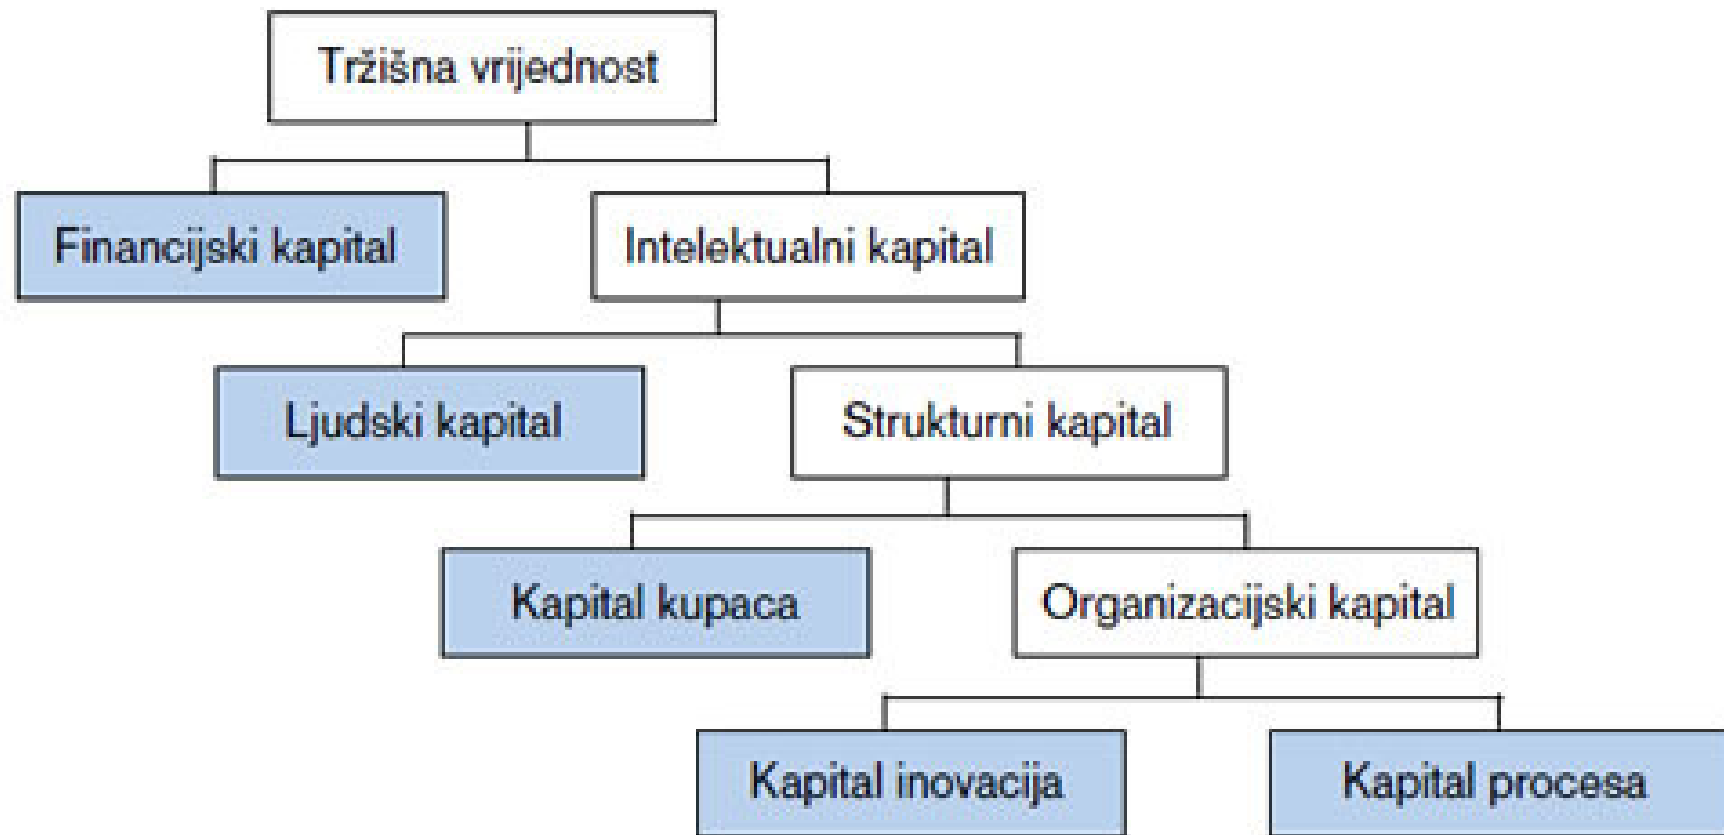 Tržišna vrijednost
Financijski kapital
Intelektualni kapital
Ljudski kapital
Strukturni kapital
Kapital kupaca
Organizacijski kapital
Kapital inovacija
Kapital procesa